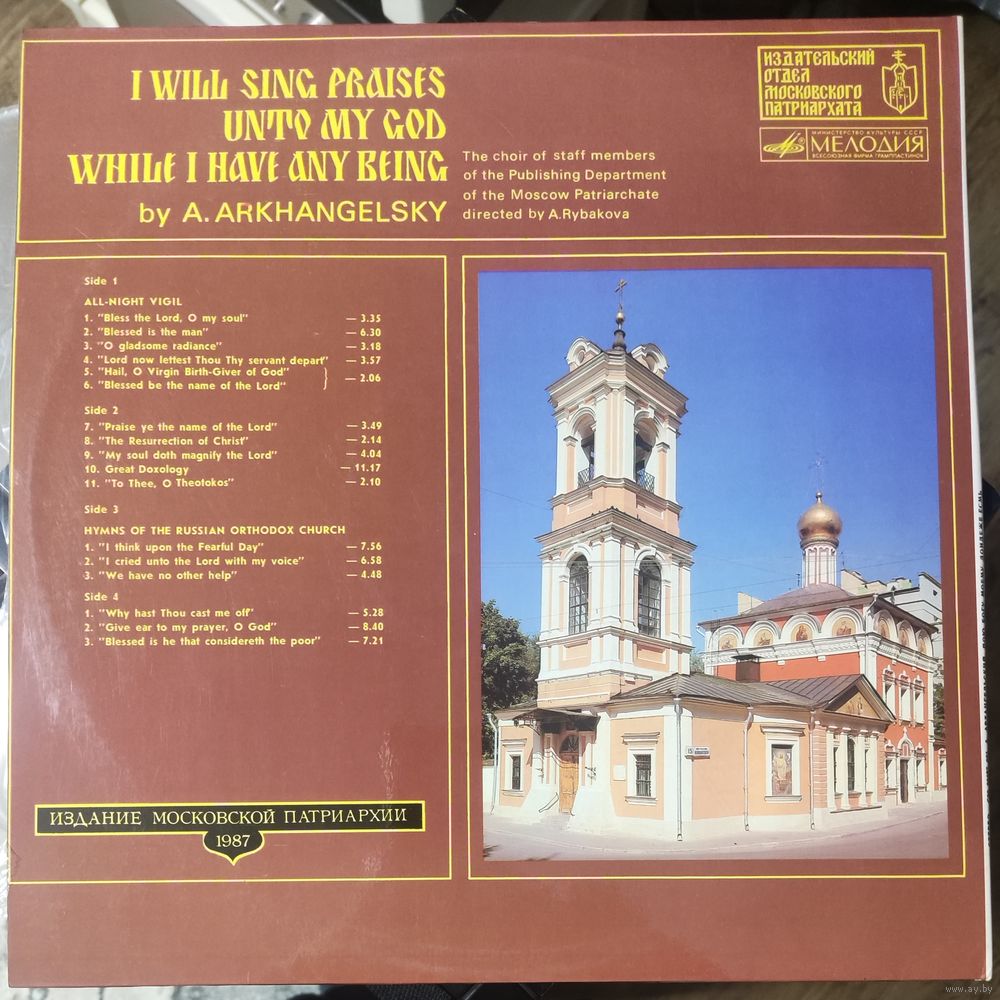 I WILL SING PRAISES
UNTO MY GOD
WHILE I HAVE ANY BEING
by A. ARKHANGELSKY
The choir of staff members
of the Publishing Department
of the Moscow Patriarchate
directed by A.Rybakova
ИЗДАТЕЛЬСКИЙ
ОТДЕЛ
МОСКОВСКОГО
ПАТРИАРХАТА
МИНИСТЕРСТВО КУЛЬТУРЫ СССР
МЕЛОДИЯ
ВСЕСОЮЗНАЯ ФИРМА ГРАМПЛАСТИНОК
Side 1
ALL-NIGHT VIGIL
1. "Bless the Lord, O my soul" — 3.35
2. "Blessed is the man" — 6.30
3. "O gladsome radiance" — 3.18
4. "Lord now lettest Thou Thy servant depart" — 3.57
5. "Hail, O Virgin Birth-Giver of God"
6. "Blessed be the name of the Lord" } — 2.06
Side 2
7. "Praise ye the name of the Lord" — 3.49
8. "The Resurrection of Christ" — 2.14
9. "My soul doth magnify the Lord" — 4.04
10. Great Doxology — 11.17
11. "To Thee, O Theotokos" — 2.10
Side 3
HYMNS OF THE RUSSIAN ORTHODOX CHURCH
1. "I think upon the Fearful Day" — 7.56
2. "I cried unto the Lord with my voice" — 6.58
3. "We have no other help" — 4.48
Side 4
1. "Why hast Thou cast me off" — 5.28
2. "Give ear to my prayer, O God" — 8.40
3. "Blessed is he that considereth the poor" — 7.21
ИЗДАНИЕ МОСКОВСКОЙ ПАТРИАРХИИ
1987
15
www.ay.by